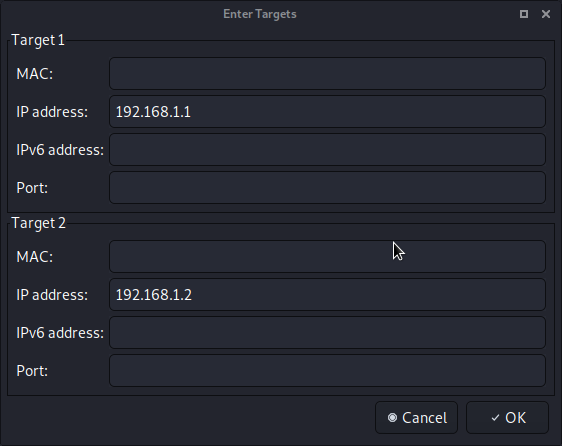 Enter Targets
Target 1
MAC:
IP address: 192.168.1.1
IPv6 address:
Port:
Target 2
MAC:
IP address: 192.168.1.2
IPv6 address:
Port:
Cancel OK